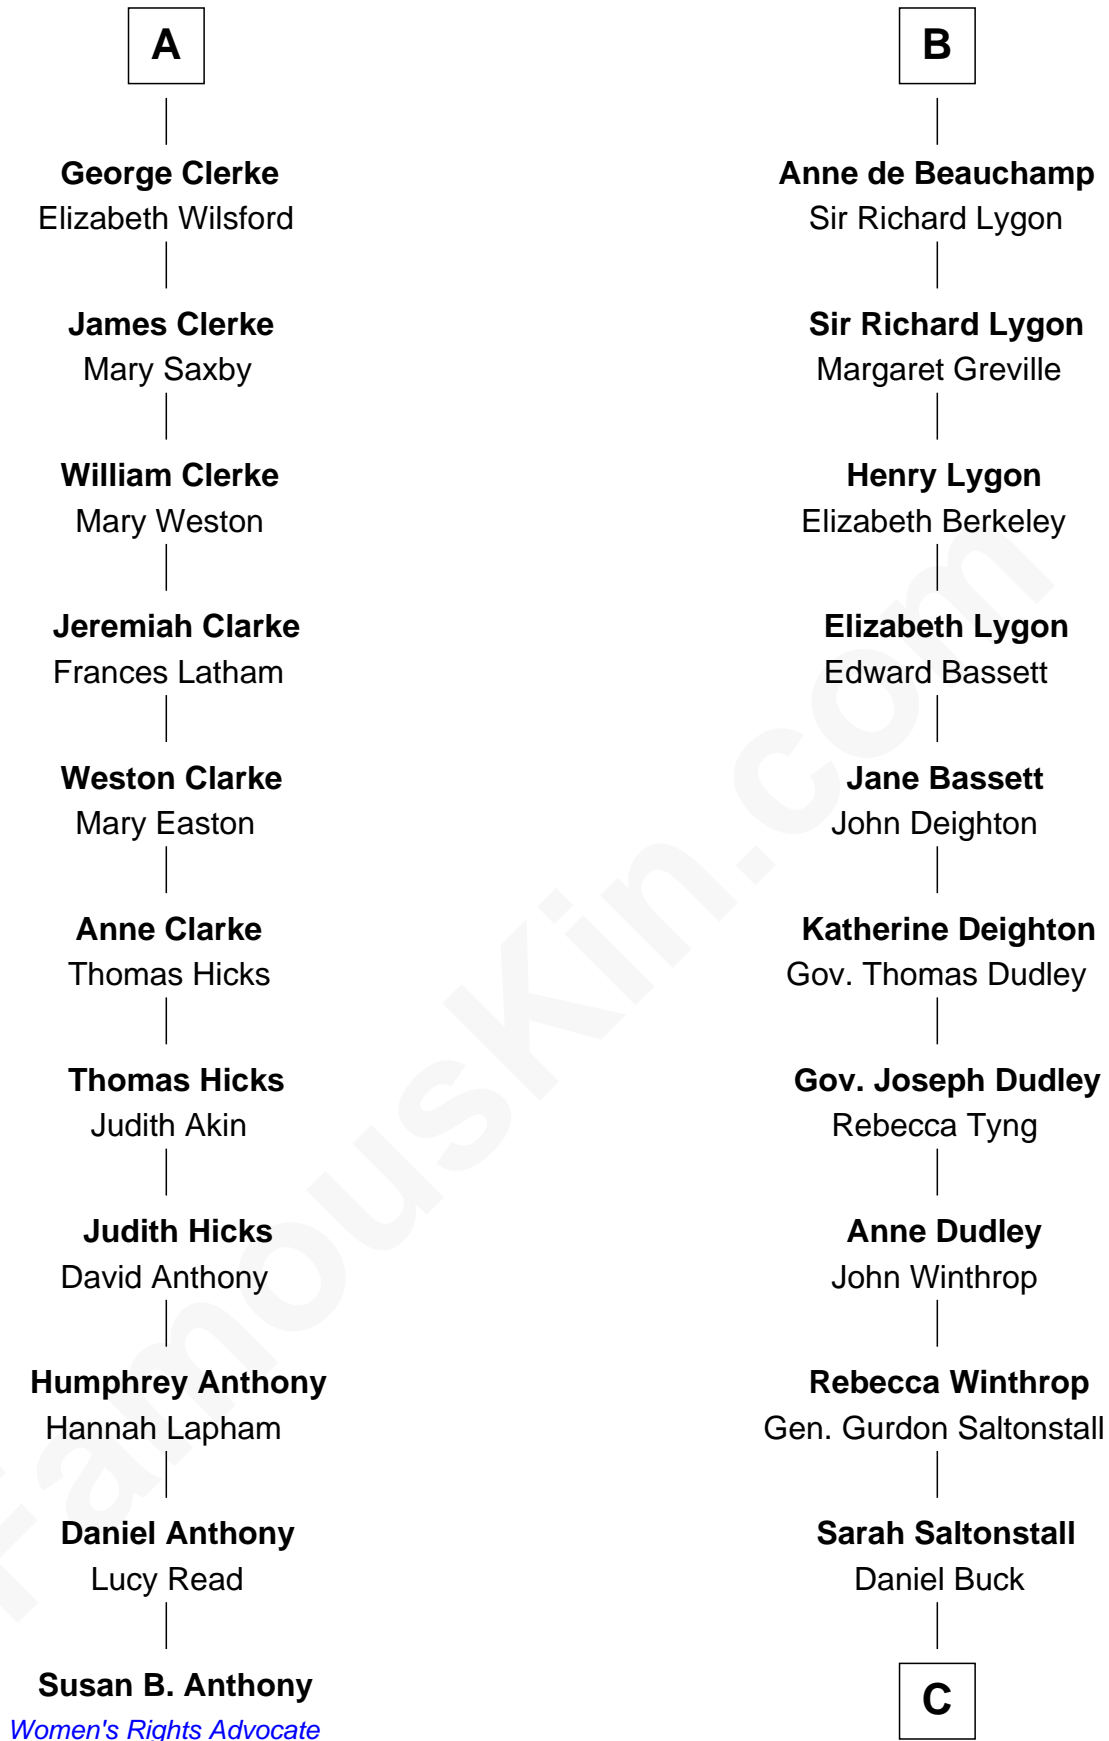 A
George Clerke
Elizabeth Wilsford
James Clerke
Mary Saxby
William Clerke
Mary Weston
Jeremiah Clarke
Frances Latham
Weston Clarke
Mary Easton
Anne Clarke
Thomas Hicks
Thomas Hicks
Judith Akin
Judith Hicks
David Anthony
Humphrey Anthony
Hannah Lapham
Daniel Anthony
Lucy Read
Susan B. Anthony
Women's Rights Advocate
B
Anne de Beauchamp
Sir Richard Lygon
Sir Richard Lygon
Margaret Greville
Henry Lygon
Elizabeth Berkeley
Elizabeth Lygon
Edward Bassett
Jane Bassett
John Deighton
Katherine Deighton
Gov. Thomas Dudley
Gov. Joseph Dudley
Rebecca Tyng
Anne Dudley
John Winthrop
Rebecca Winthrop
Gen. Gurdon Saltonstall
Sarah Saltonstall
Daniel Buck
C
FamousKin.com